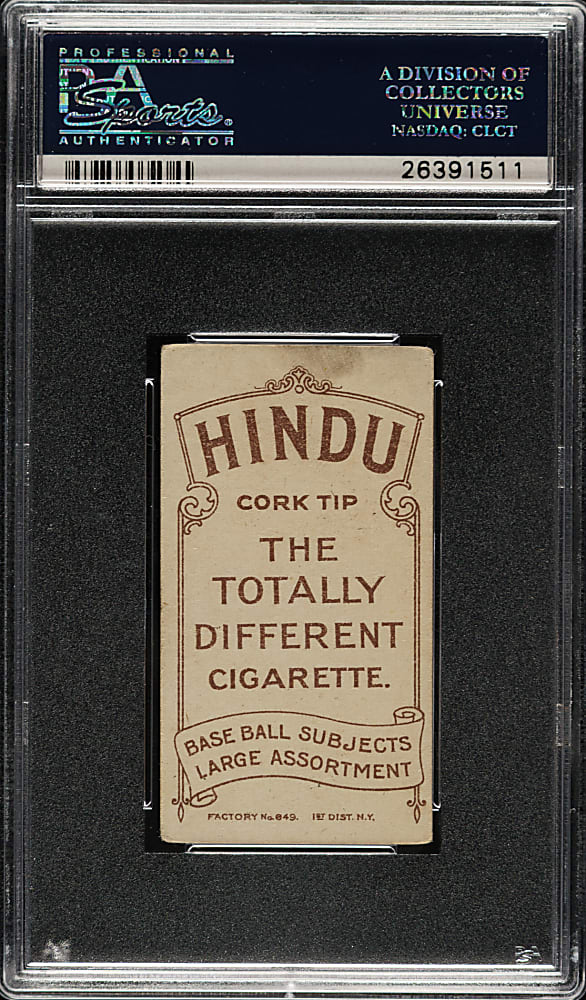 PROFESSIONAL
PSA
Sports
AUTHENTICATOR
A DIVISION OF
COLLECTORS
UNIVERSE
NASDAQ: CLCT
26391511
HINDU
CORK TIP
THE
TOTALLY
DIFFERENT
CIGARETTE.
BASE BALL SUBJECTS
LARGE ASSORTMENT
FACTORY No. 649. 1ST DIST. N.Y.